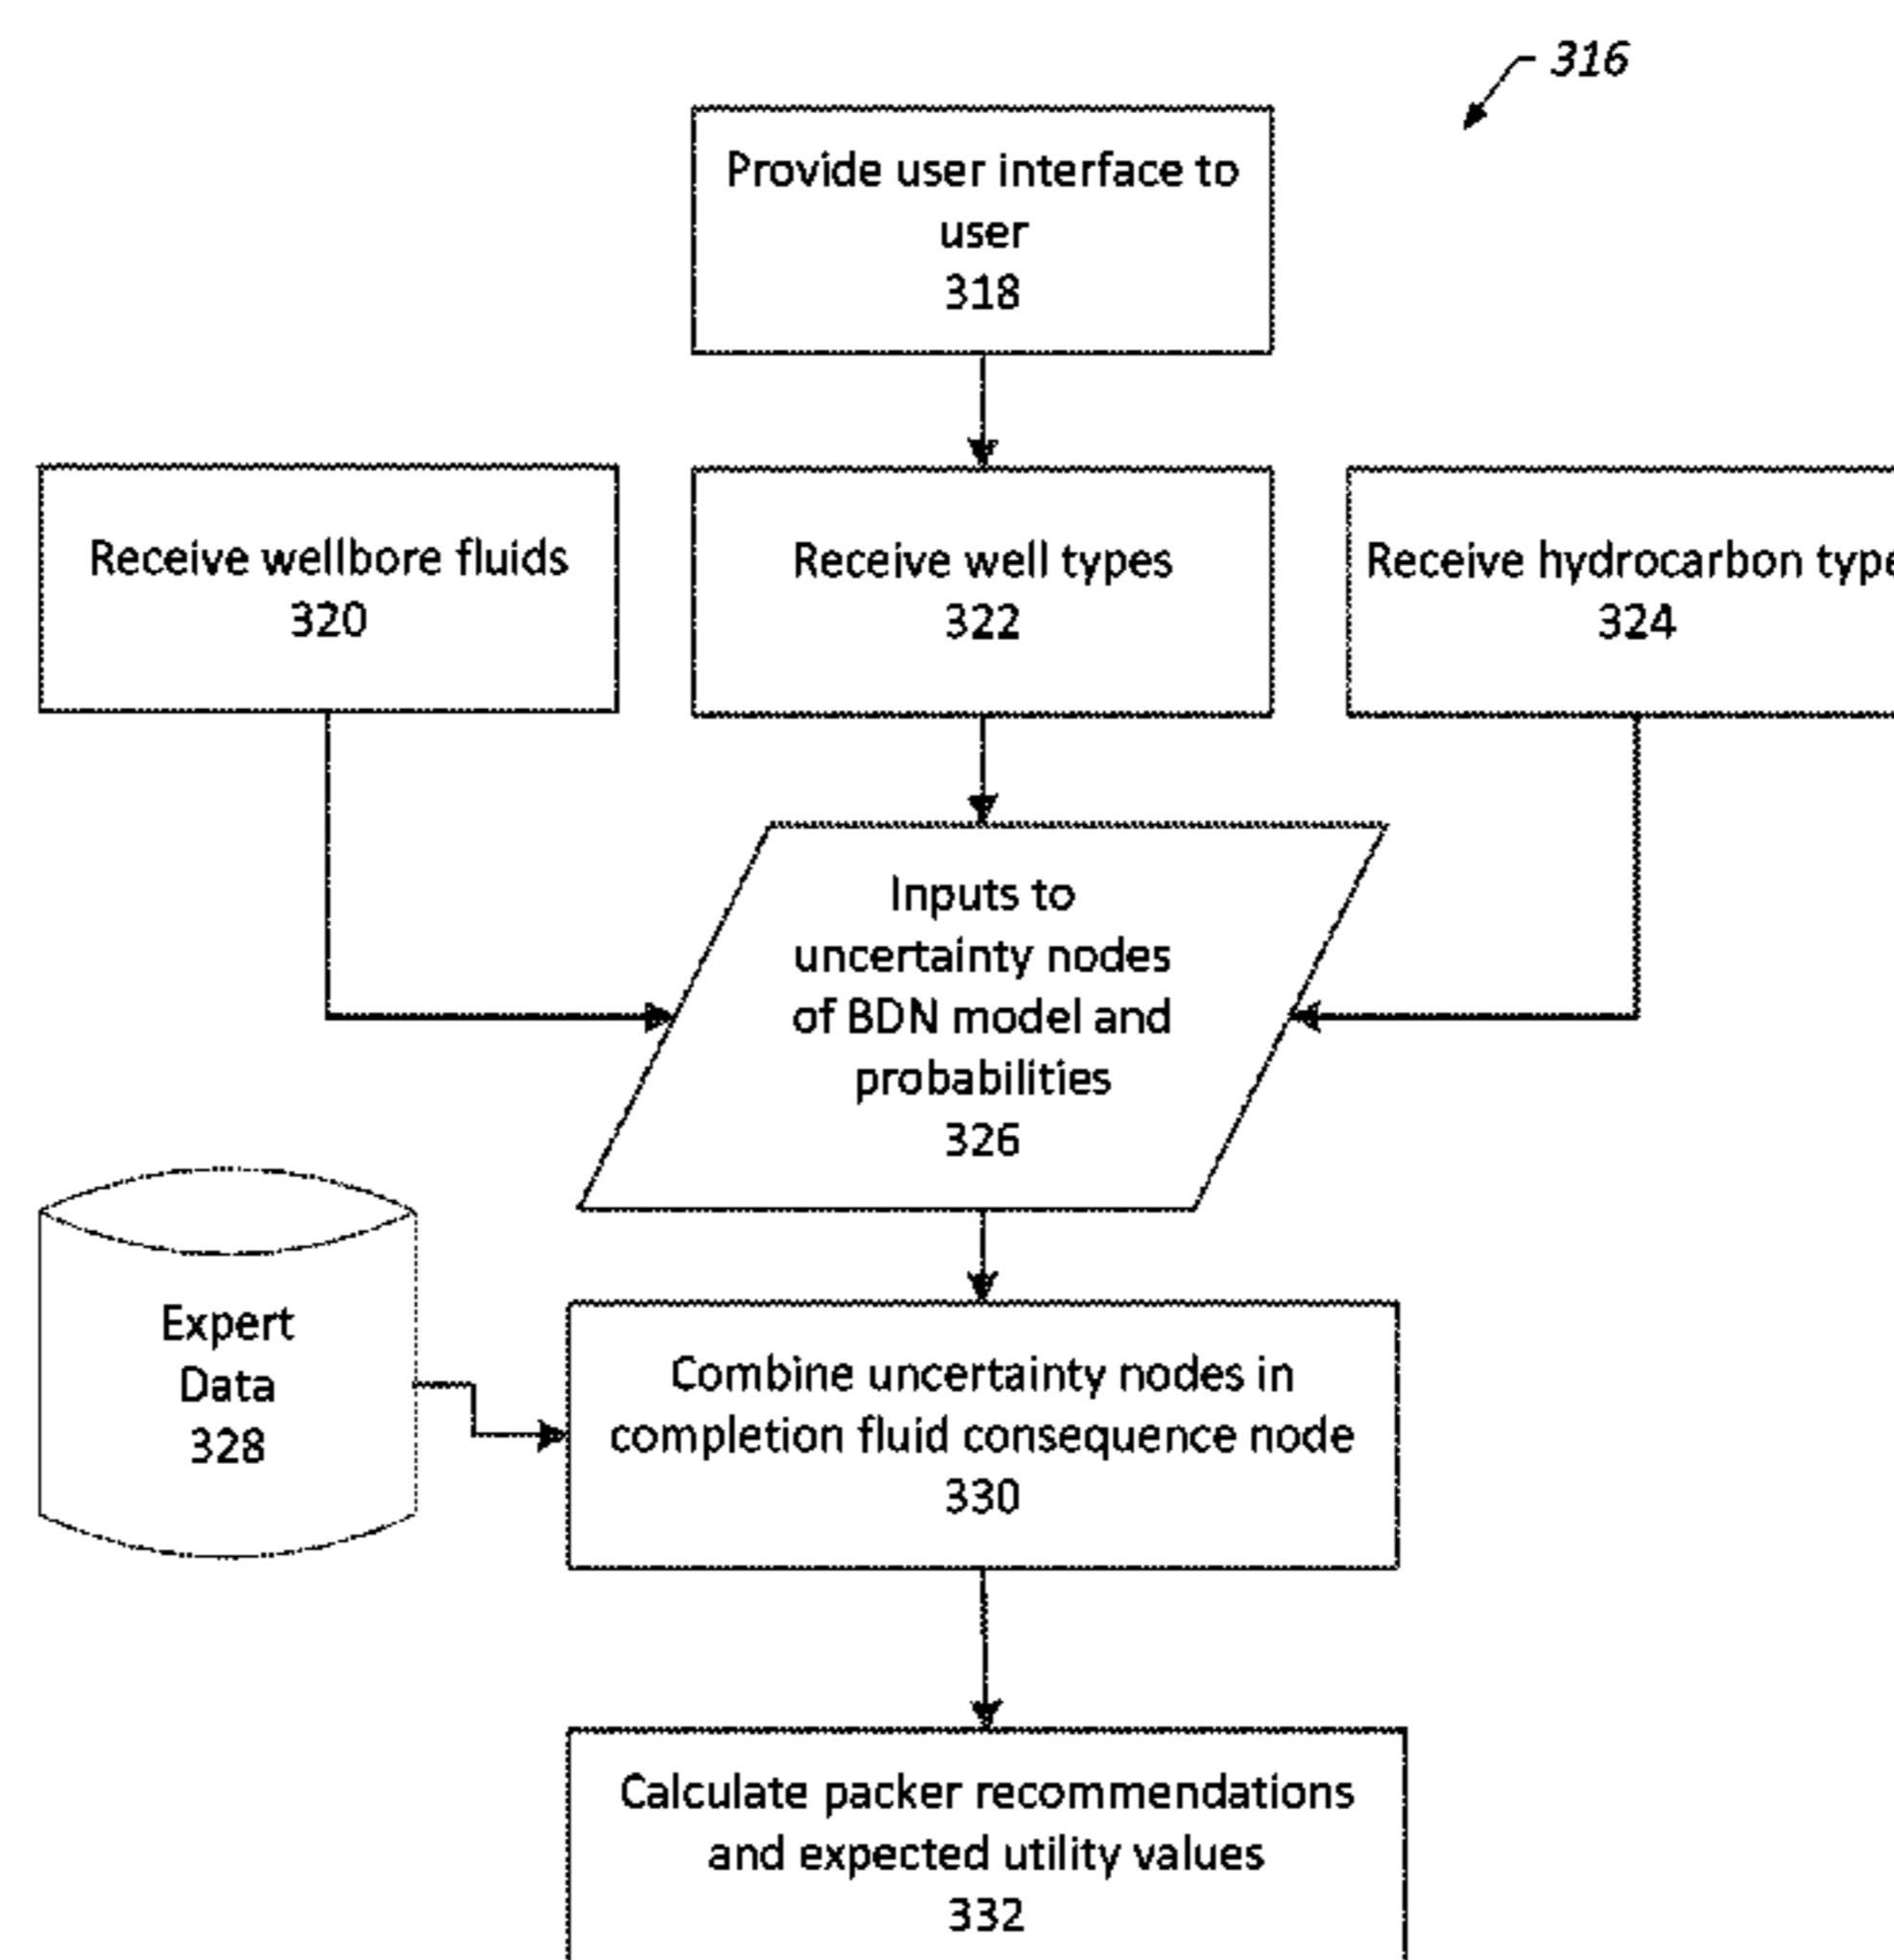 316
Provide user interface to
user
318
Receive wellbore fluids
320
Receive well types
322
Receive hydrocarbon type
324
Inputs to
uncertainty nodes
of BDN model and
probabilities
326
Expert
Data
328
Combine uncertainty nodes in
completion fluid consequence node
330
Calculate packer recommendations
and expected utility values
332